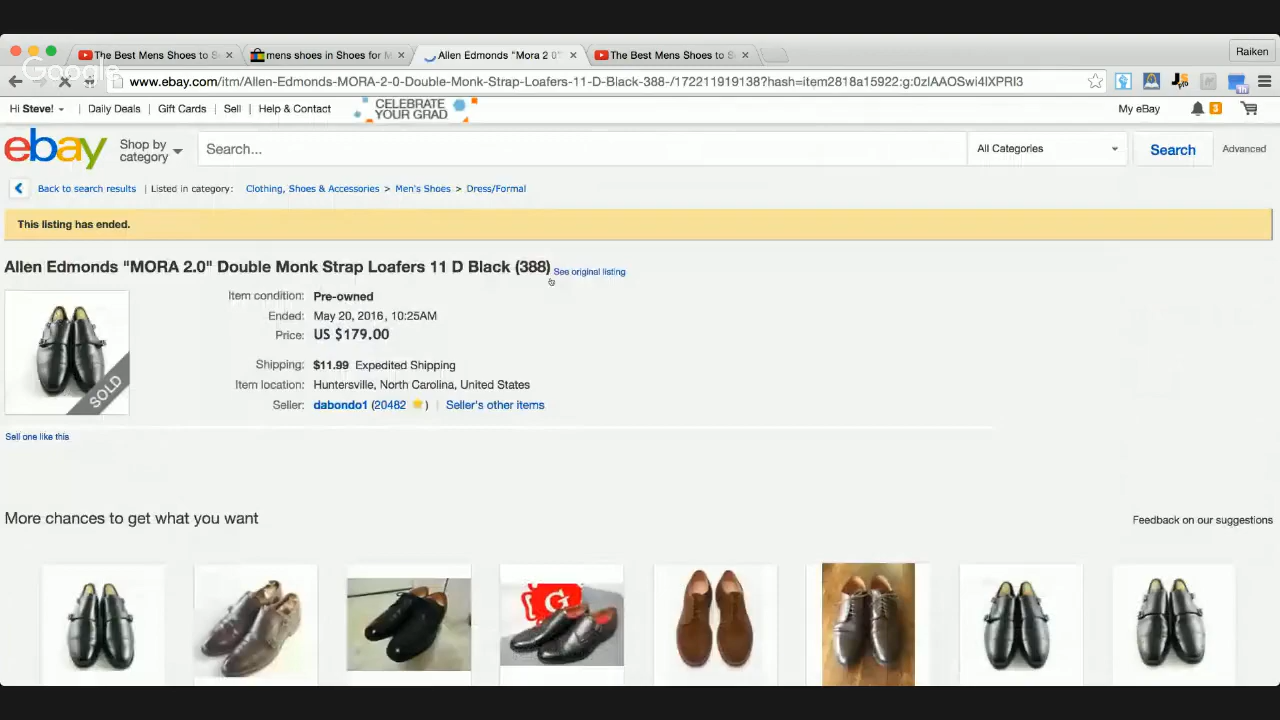 The Best Mens Shoes to S
mens shoes in Shoes for M
Allen Edmonds "Mora 2 0"
The Best Mens Shoes to S
Raiken
Google
www.ebay.com/itm/Allen-Edmonds-MORA-2-0-Double-Monk-Strap-Loafers-11-D-Black-388-/172211919138?hash=item2818a15922:g:0zIAAOSwi4lXPRI3
Hi Steve!
Daily Deals
Gift Cards
Sell
Help & Contact
CELEBRATE
YOUR GRAD
My eBay
3
ebay
Shop by
category
Search...
All Categories
Search
Advanced
Back to search results | Listed in category: Clothing, Shoes & Accessories > Men's Shoes > Dress/Formal
This listing has ended.
Allen Edmonds "MORA 2.0" Double Monk Strap Loafers 11 D Black (388) See original listing
Item condition: Pre-owned
Ended: May 20, 2016, 10:25AM
Price: US $179.00
Shipping: $11.99 Expedited Shipping
Item location: Huntersville, North Carolina, United States
Seller: dabondo1 (20482 ) | Seller's other items
SOLD
Sell one like this
More chances to get what you want
Feedback on our suggestions
G